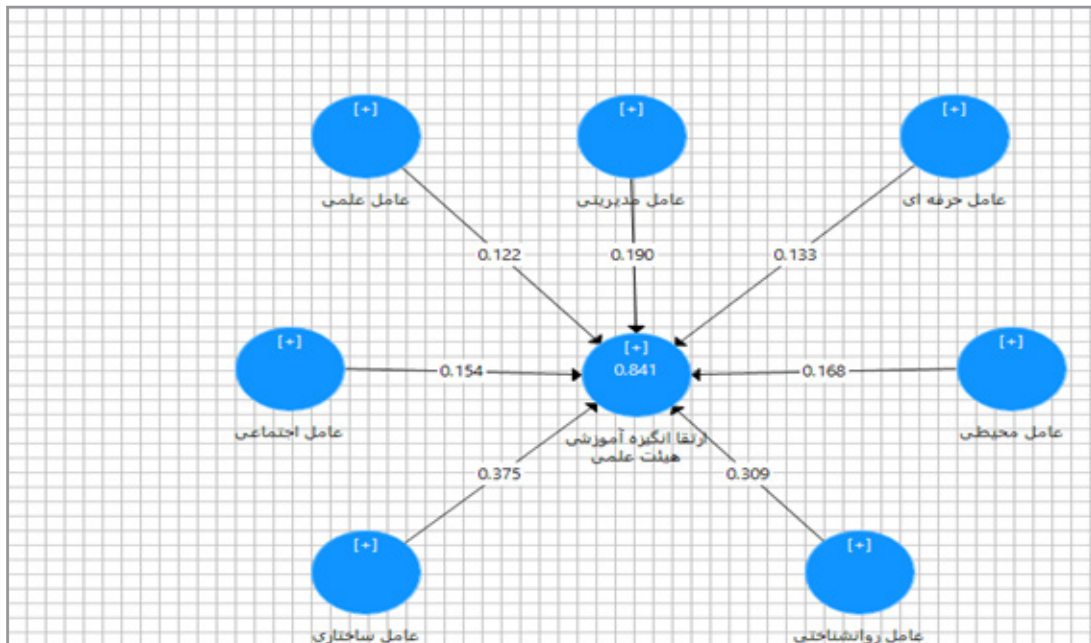 [+]
[+]
[+]
عامل علمی
عامل مدیریتی
عامل حرفه ای
0.122
0.190
0.133
[+]
[+]
[+]
0.841
0.154
0.168
عامل اجتماعی
ارتقا انگیزه آموزشی
هیئت علمی
عامل محیطی
0.375
0.309
[+]
[+]
عامل ساختاری
عامل روانشناختی